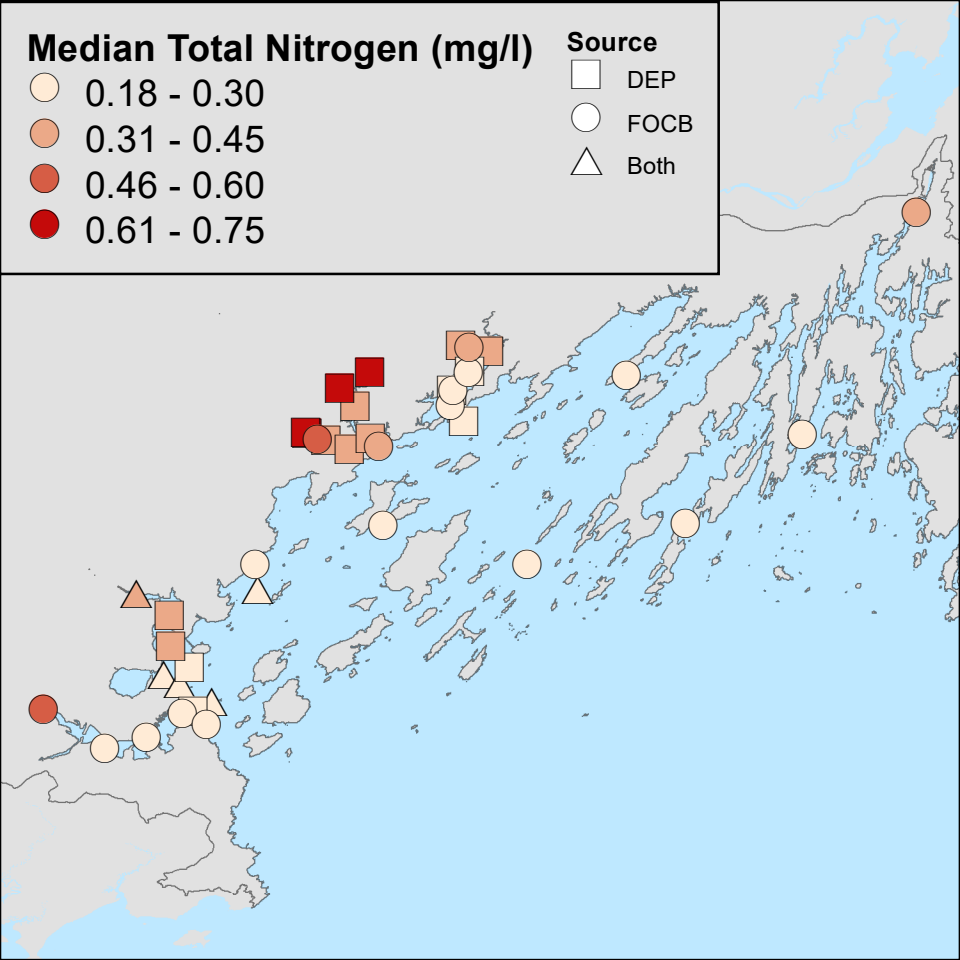 Median Total Nitrogen (mg/l)
0.18 - 0.30
0.31 - 0.45
0.46 - 0.60
0.61 - 0.75
Source
DEP
FOCB
Both